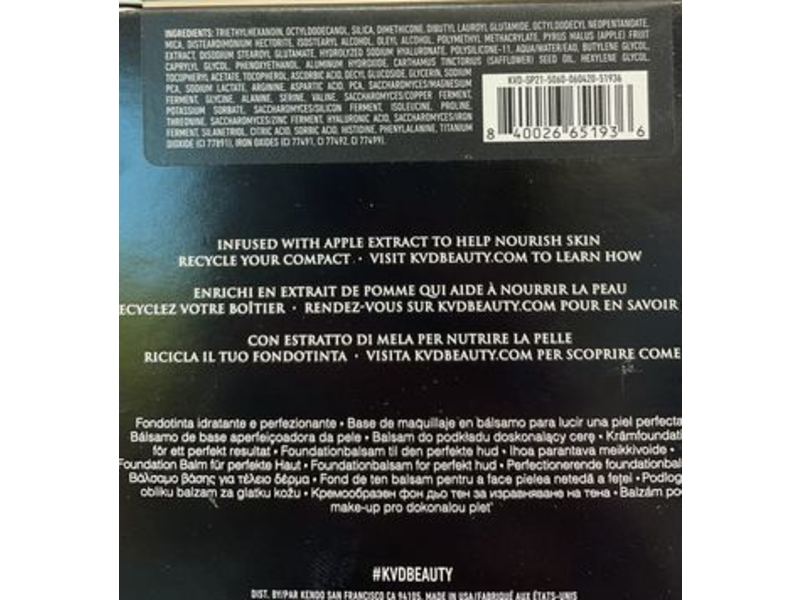 INGREDIENTS: TRIETHYLHEXANOIN, OCTYLDODECANOL, SILICA, DIMETHICONE, DIBUTYL LAUROYL GLUTAMIDE, OCTYLDODECYL NEOPENTANOATE,
MICA, DISTEARDIMONIUM HECTORITE, ISOSTEARYL ALCOHOL, OLEYL ALCOHOL, POLYMETHYL METHACRYLATE, PYRUS MALUS (APPLE) FRUIT
EXTRACT, DISODIUM STEAROYL GLUTAMATE, HYDROLYZED SODIUM HYALURONATE, POLYSILICONE-11, AQUA/WATER/EAU, BUTYLENE GLYCOL,
CAPRYLYL GLYCOL, PHENOXYETHANOL, ALUMINUM HYDROXIDE, CARTHAMUS TINCTORIUS (SAFFLOWER) SEED OIL, HEXYLENE GLYCOL,
TOCOPHERYL ACETATE, TOCOPHEROL, ASCORBIC ACID, DECYL GLUCOSIDE, GLYCERIN, SODIUM
PCA, SODIUM LACTATE, ARGININE, ASPARTIC ACID, PCA, SACCHAROMYCES/MAGNESIUM
FERMENT, GLYCINE, ALANINE, SERINE, VALINE, SACCHAROMYCES/COPPER FERMENT,
POTASSIUM SORBATE, SACCHAROMYCES/SILICON FERMENT, ISOLEUCINE, PROLINE,
THREONINE, SACCHAROMYCES/ZINC FERMENT, HYALURONIC ACID, SACCHAROMYCES/IRON
FERMENT, SILANETRIOL, CITRIC ACID, SORBIC ACID, HISTIDINE, PHENYLALANINE, TITANIUM
DIOXIDE (CI 77891), IRON OXIDES (CI 77491, CI 77492, CI 77499).
KVD-SP21-5060-060420-51936
8 40026 65193 6
INFUSED WITH APPLE EXTRACT TO HELP NOURISH SKIN
RECYCLE YOUR COMPACT · VISIT KVDBEAUTY.COM TO LEARN HOW
ENRICHI EN EXTRAIT DE POMME QUI AIDE À NOURRIR LA PEAU
ECYCLEZ VOTRE BOÎTIER · RENDEZ-VOUS SUR KVDBEAUTY.COM POUR EN SAVOIR
CON ESTRATTO DI MELA PER NUTRIRE LA PELLE
RICICLA IL TUO FONDOTINTA · VISITA KVDBEAUTY.COM PER SCOPRIRE COME
Fondotinta idratante e perfezionante • Base de maquillaje en bálsamo para lucir una piel perfecta
Bálsamo de base aperfeiçoadora da pele • Balsam do podkładu doskonalący cerę • Krämfoundati
för ett perfekt resultat • Foundationbalsam til den perfekte hud • Ihoa parantava meikkivoide •
Foundation Balm für perfekte Haut • Foundationbalsam for perfekt hud • Perfectionerende foundationbal
Βάλσαμο βάσης για τέλειο δέρμα • Fond de ten balsam pentru a face pielea netedă a feței • Podlog
obliku balzam za glatku kožu • Кремообразен фон дьо тен за изравняване на тена • Balzám po
make-up pro dokonalou pleť
#KVDBEAUTY
DIST. BY/PAR KENDO SAN FRANCISCO CA 94105. MADE IN USA/FABRIQUÉ AUX ÉTATS-UNIS